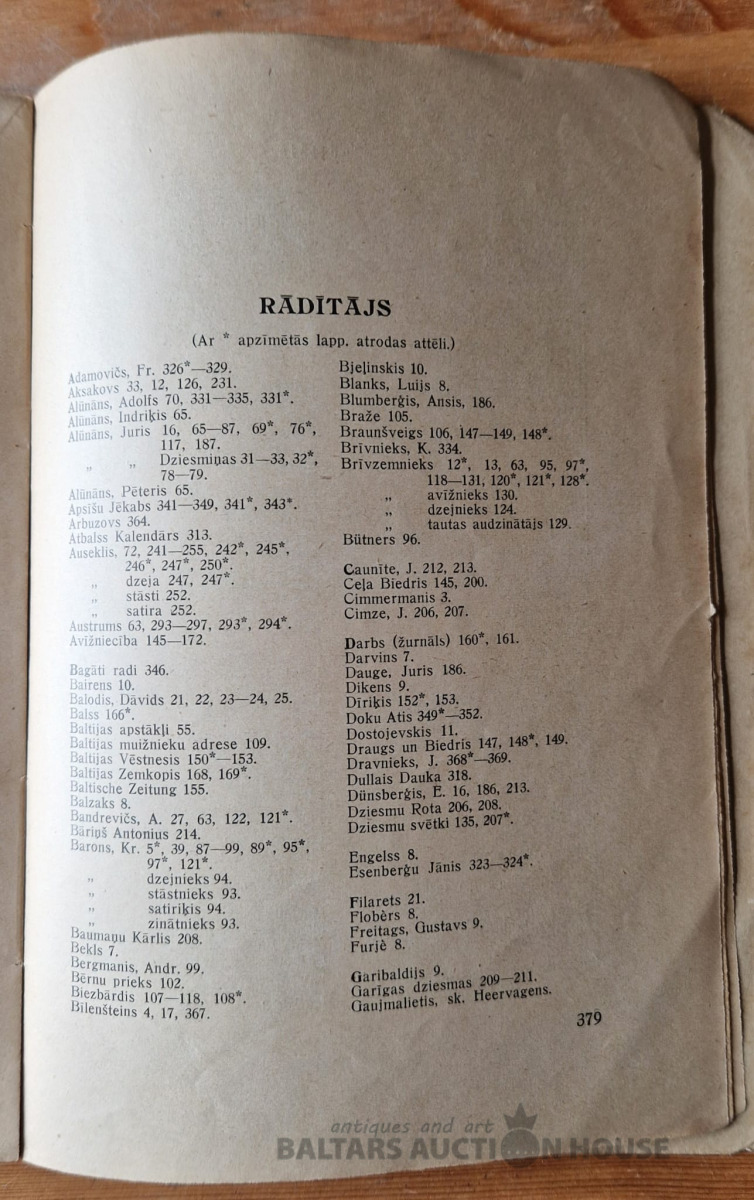 RĀDĪTĀJS
(Ar * apzīmētās lapp. atrodas attēli.)
Adamovičs, Fr. 326*—329.
Aksakovs 33, 12, 126, 231.
Alūnāns, Adolfs 70, 331—335, 331*.
Alūnāns, Indriķis 65.
Alūnāns, Juris 16, 65—87, 69*, 76*,
117, 187.
„ „ Dziesmiņas 31—33, 32*,
78—79.
Alūnāns, Pēteris 65.
Apsīšu Jēkabs 341—349, 341*, 343*.
Arbuzovs 364.
Atbalss Kalendārs 313.
Auseklis, 72, 241—255, 242*, 245*,
246*, 247*, 250*.
„ dzeja 247, 247*.
„ stāsti 252.
„ satira 252.
Austrums 63, 293—297, 293*, 294*.
Avīžniecība 145—172.
Bagāti radi 346.
Bairens 10.
Balodis, Dāvids 21, 22, 23—24, 25.
Balss 166*.
Baltijas apstākļi 55.
Baltijas muižnieku adrese 109.
Baltijas Vēstnesis 150*—153.
Baltijas Zemkopis 168, 169*.
Baltische Zeitung 155.
Balzaks 8.
Bandrevičs, A. 27, 63, 122, 121*.
Bāriņš Antonius 214.
Barons, Kr. 5*, 39, 87—99, 89*, 95*,
97*, 121*.
„ dzejnieks 94.
„ stāstnieks 93.
„ satiriķis 94.
„ zinātnieks 93.
Baumaņu Kārlis 208.
Bekls 7.
Bergmanis, Andr. 99.
Bērnu prieks 102.
Biezbārdis 107—118, 108*.
Bīlenšteins 4, 17, 367.
Bjeļinskis 10.
Blanks, Luijs 8.
Blumberģis, Ansis, 186.
Braže 105.
Braunšveigs 106, 147—149, 148*.
Brīvnieks, K. 334.
Brīvzemnieks 12*, 13, 63, 95, 97*,
118—131, 120*, 121*, 128*.
„ avīžnieks 130.
„ dzejnieks 124.
„ tautas audzinātājs 129.
Būtners 96.
Caunīte, J. 212, 213.
Ceļa Biedris 145, 200.
Cimmermanis 3.
Cimze, J. 206, 207.
Darbs (žurnāls) 160*, 161.
Darvins 7.
Dauge, Juris 186.
Dikens 9.
Dīriķis 152*, 153.
Doku Atis 349*—352.
Dostojevskis 11.
Draugs un Biedris 147, 148*, 149.
Dravnieks, J. 368*—369.
Dullais Dauka 318.
Dünsberģis, E. 16, 186, 213.
Dziesmu Rota 206, 208.
Dziesmu svētki 135, 207*.
Engelss 8.
Esenberģu Jānis 323—324*.
Filarets 21.
Flobērs 8.
Freitags, Gustavs 9.
Furjè 8.
Garibaldijs 9.
Garīgas dziesmas 209—211.
Gaujmalietis, sk. Heervagens.
379
antiques and art
BALTARS AUCTION HOUSE